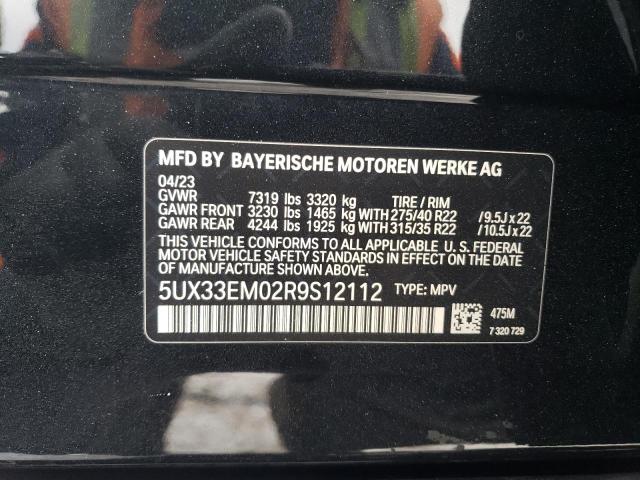 MFD BY BAYERISCHE MOTOREN WERKE AG
04/23
GVWR 7319 lbs 3320 kg TIRE / RIM
GAWR FRONT 3230 lbs 1465 kg WITH 275/40 R22 /9.5J x 22
GAWR REAR 4244 lbs 1925 kg WITH 315/35 R22 /10.5J x 22
THIS VEHICLE CONFORMS TO ALL APPLICABLE U. S. FEDERAL
MOTOR VEHICLE SAFETY STANDARDS IN EFFECT ON THE
DATE OF MANUFACTURE SHOWN ABOVE.
5UX33EM02R9S12112 TYPE: MPV
475M
7 320 729